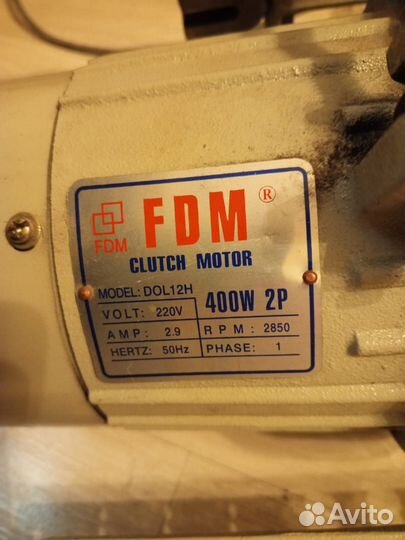 FDM
FDM ®
CLUTCH MOTOR
MODEL: DOL12H
400W 2P
VOLT: 220V
AMP: 2.9
RPM: 2850
HERTZ: 50Hz
PHASE: 1
Avito